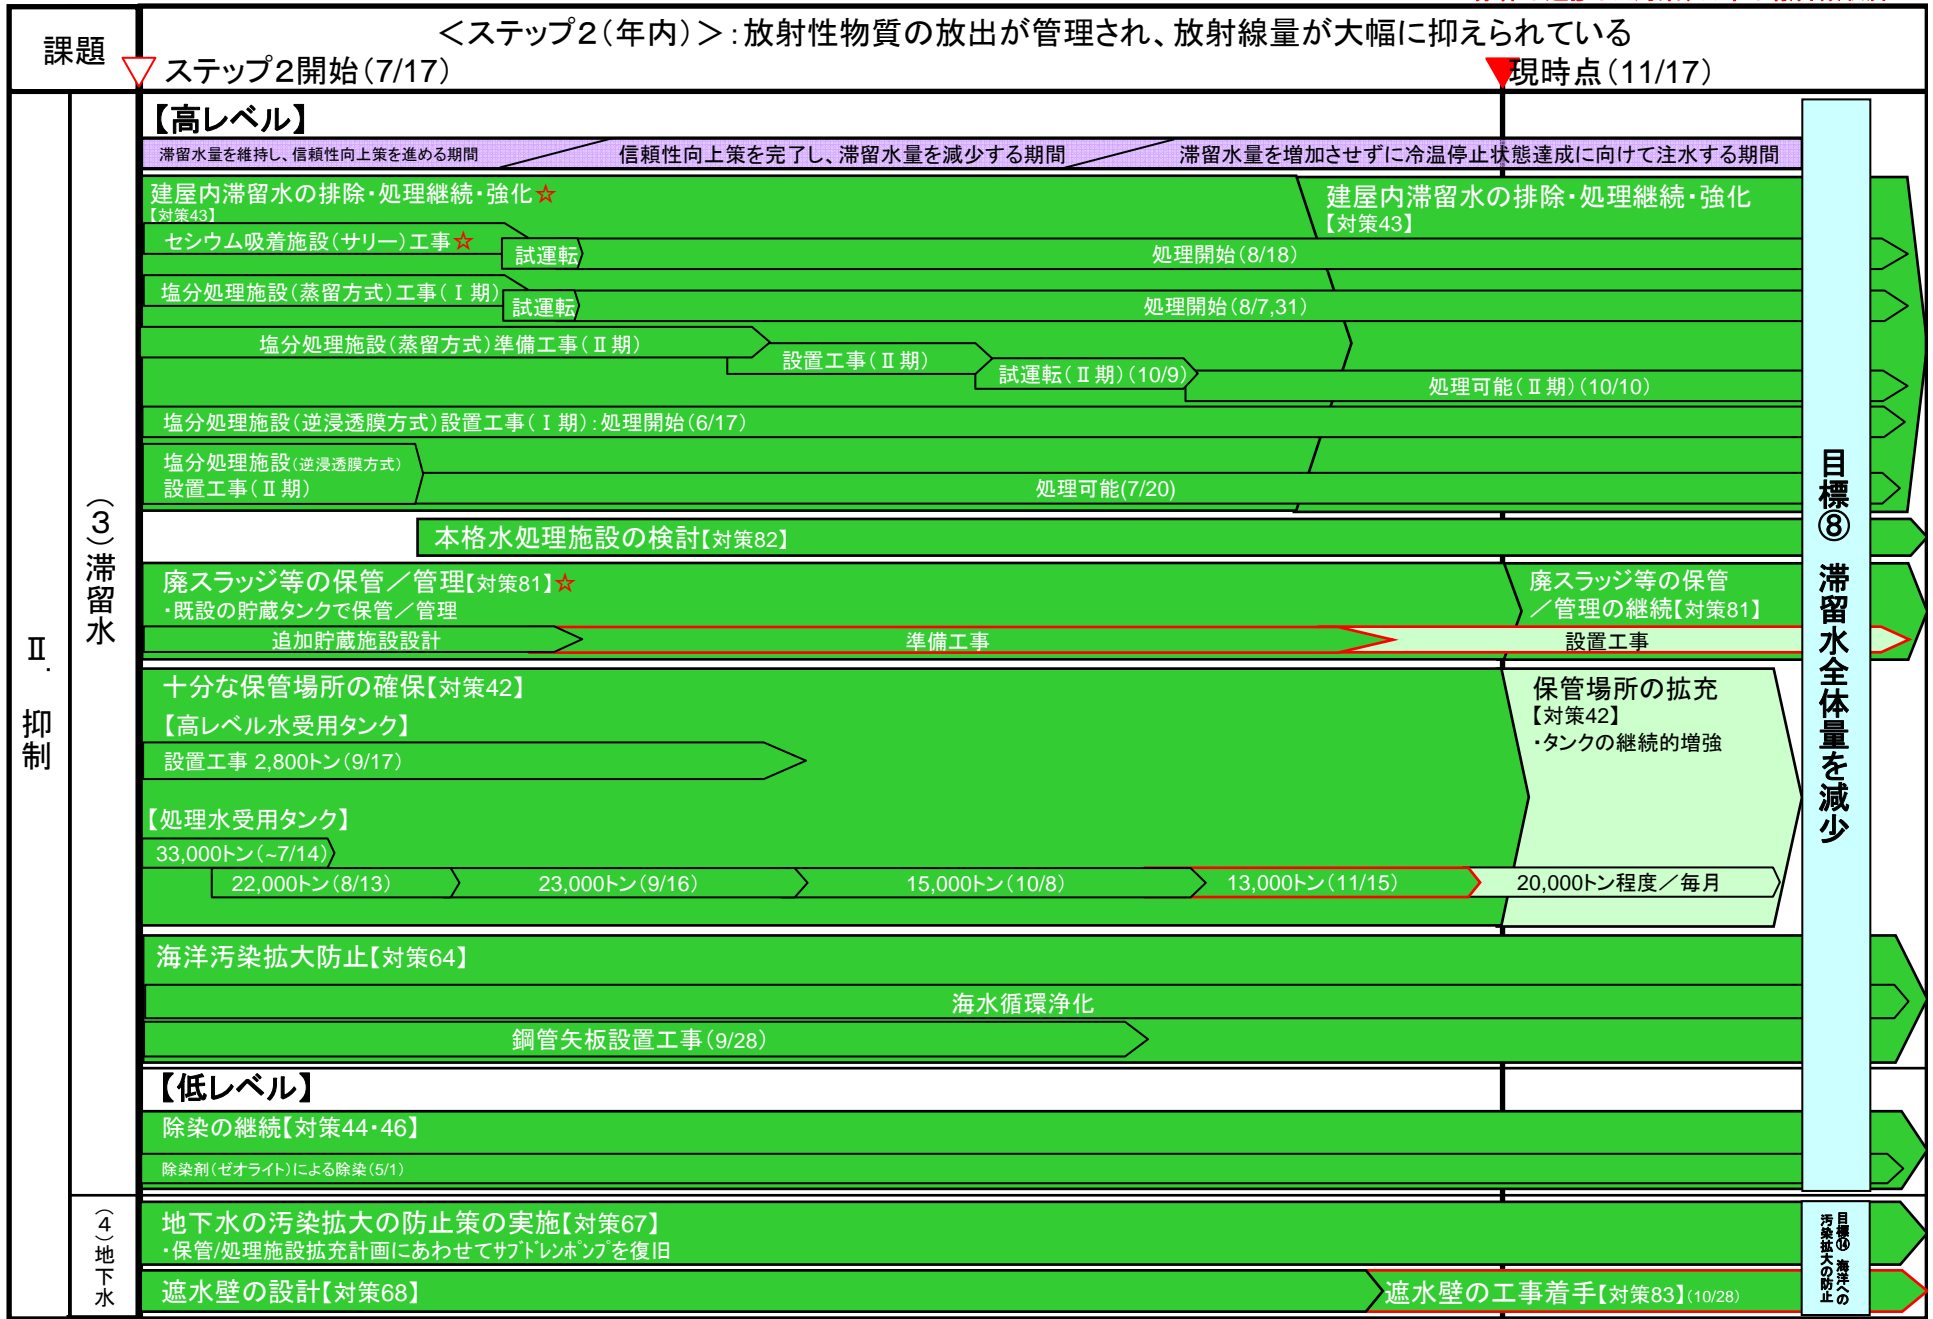 課題
＜ステップ２（年内）＞：放射性物質の放出が管理され、放射線量が大幅に抑えられている
ステップ２開始（7/17）
現時点（11/17）
Ⅱ．抑制
（３）滞留水
【高レベル】
滞留水量を維持し、信頼性向上策を進める期間
信頼性向上策を完了し、滞留水量を減少する期間
滞留水量を増加させずに冷温停止状態達成に向けて注水する期間
建屋内滞留水の排除・処理継続・強化☆
【対策43】
建屋内滞留水の排除・処理継続・強化
【対策43】
セシウム吸着施設（サリー）工事☆
試運転
処理開始（8/18）
塩分処理施設（蒸留方式）工事（Ⅰ期）
試運転
処理開始（8/7,31）
塩分処理施設（蒸留方式）準備工事（Ⅱ期）
設置工事（Ⅱ期）
試運転（Ⅱ期）（10/9）
処理可能（Ⅱ期）（10/10）
塩分処理施設（逆浸透膜方式）設置工事（Ⅰ期）：処理開始（6/17）
塩分処理施設（逆浸透膜方式）
設置工事（Ⅱ期）
処理可能(7/20)
本格水処理施設の検討【対策82】
廃スラッジ等の保管／管理【対策81】☆
・既設の貯蔵タンクで保管／管理
廃スラッジ等の保管
／管理の継続【対策81】
追加貯蔵施設設計
準備工事
設置工事
十分な保管場所の確保【対策42】
【高レベル水受用タンク】
設置工事 2,800トン（9/17）
保管場所の拡充
【対策42】
・タンクの継続的増強
【処理水受用タンク】
33,000トン（~7/14）
22,000トン（8/13）
23,000トン（9/16）
15,000トン（10/8）
13,000トン（11/15）
20,000トン程度／毎月
海洋汚染拡大防止【対策64】
海水循環浄化
鋼管矢板設置工事（9/28）
【低レベル】
除染の継続【対策44・46】
除染剤（ゼオライト）による除染（5/1）
目標⑧　滞留水全体量を減少
（４）地下水
地下水の汚染拡大の防止策の実施【対策67】
・保管/処理施設拡充計画にあわせてｻﾌﾞﾄﾞﾚﾝﾎﾟﾝﾌﾟを復旧
遮水壁の設計【対策68】
遮水壁の工事着手【対策83】（10/28）
目標⑭　海洋への
汚染拡大の防止